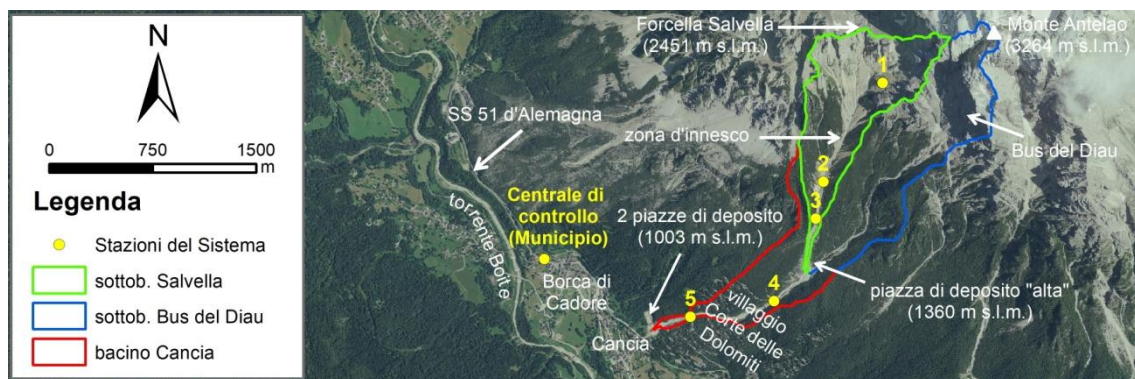 N
0 750 1500
m
Legenda
Stazioni del Sistema
sottob. Salvella
sottob. Bus del Diau
bacino Cancia
Forcella Salvella
(2451 m s.l.m.)
Monte Antelao
(3264 m s.l.m.)
1
SS 51 d'Alemagna
zona d'innesco
Bus del Diau
2
Centrale di
controllo
(Municipio)
3
2 piazze di deposito
(1003 m s.l.m.)
torrente Boite
Borca di
Cadore
5
4
piazza di deposito "alta"
(1360 m s.l.m.)
villaggio
Corte delle
Dolomiti
Cancia